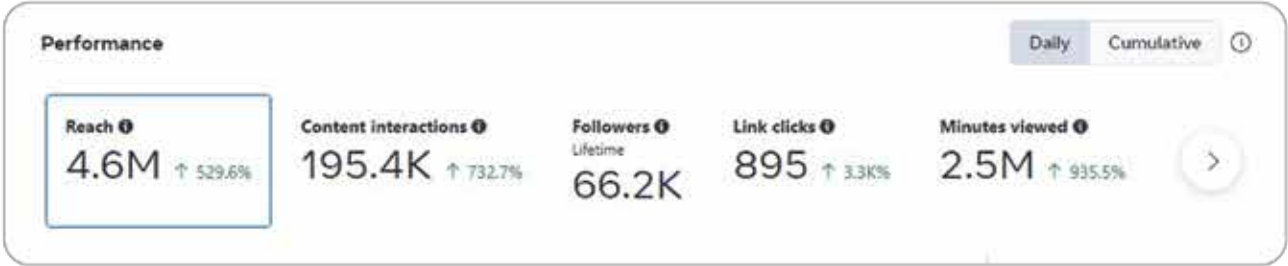 Performance
Daily Cumulative
Reach
4.6M ↑ 529.6%
Content interactions
195.4K ↑ 732.7%
Followers
Lifetime
66.2K
Link clicks
895 ↑ 3.3K%
Minutes viewed
2.5M ↑ 935.5%